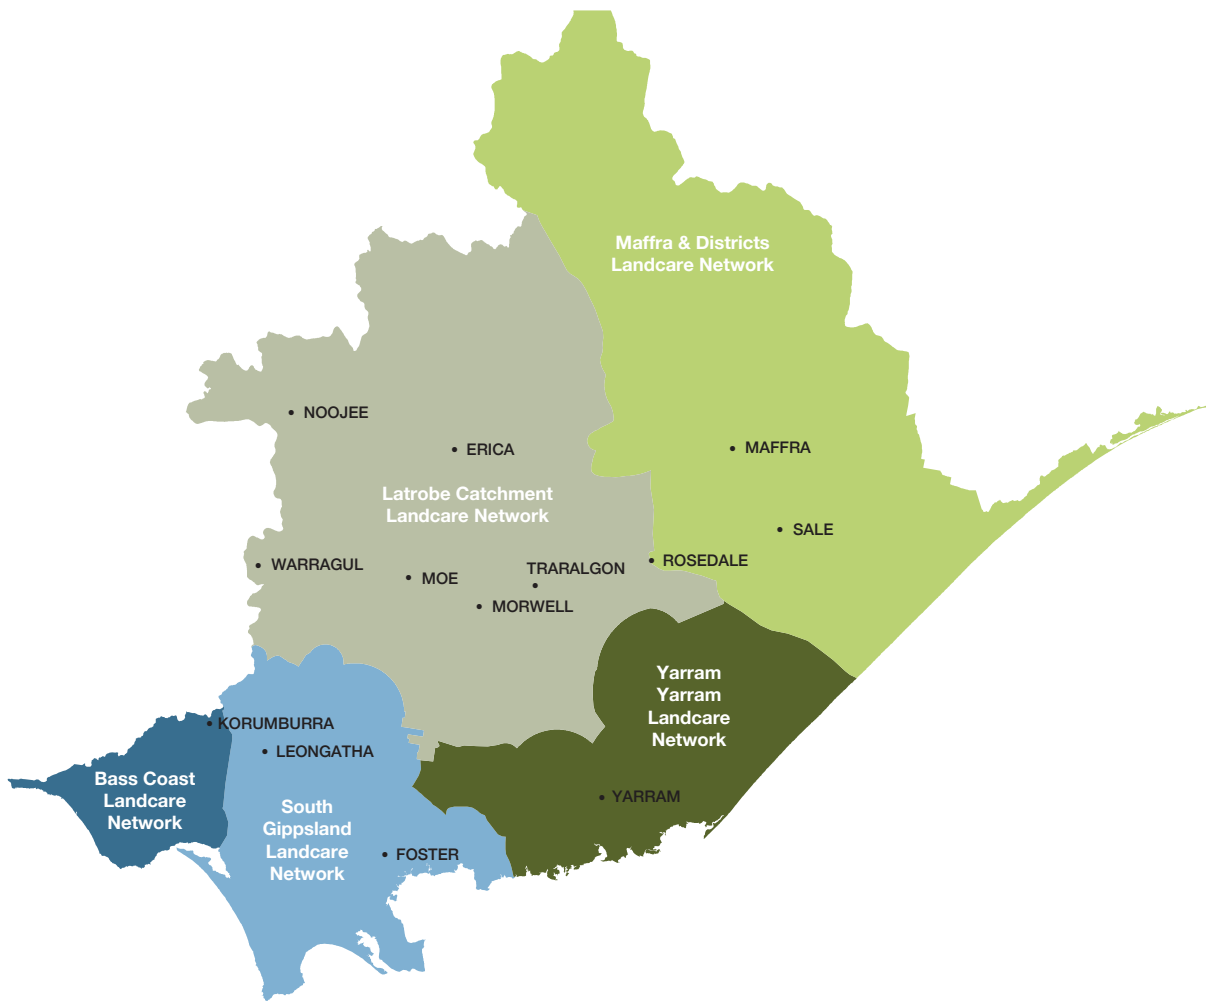 Maffra & Districts
Landcare Network
NOOJEE
ERICA
MAFFRA
Latrobe Catchment
Landcare Network
SALE
WARRAGUL
MOE
TRARALGON
ROSEDALE
MORWELL
Yarram
Yarram
Landcare
Network
KORUMBURRA
LEONGATHA
Bass Coast
Landcare
Network
South
Gippsland
Landcare
Network
YARRAM
FOSTER